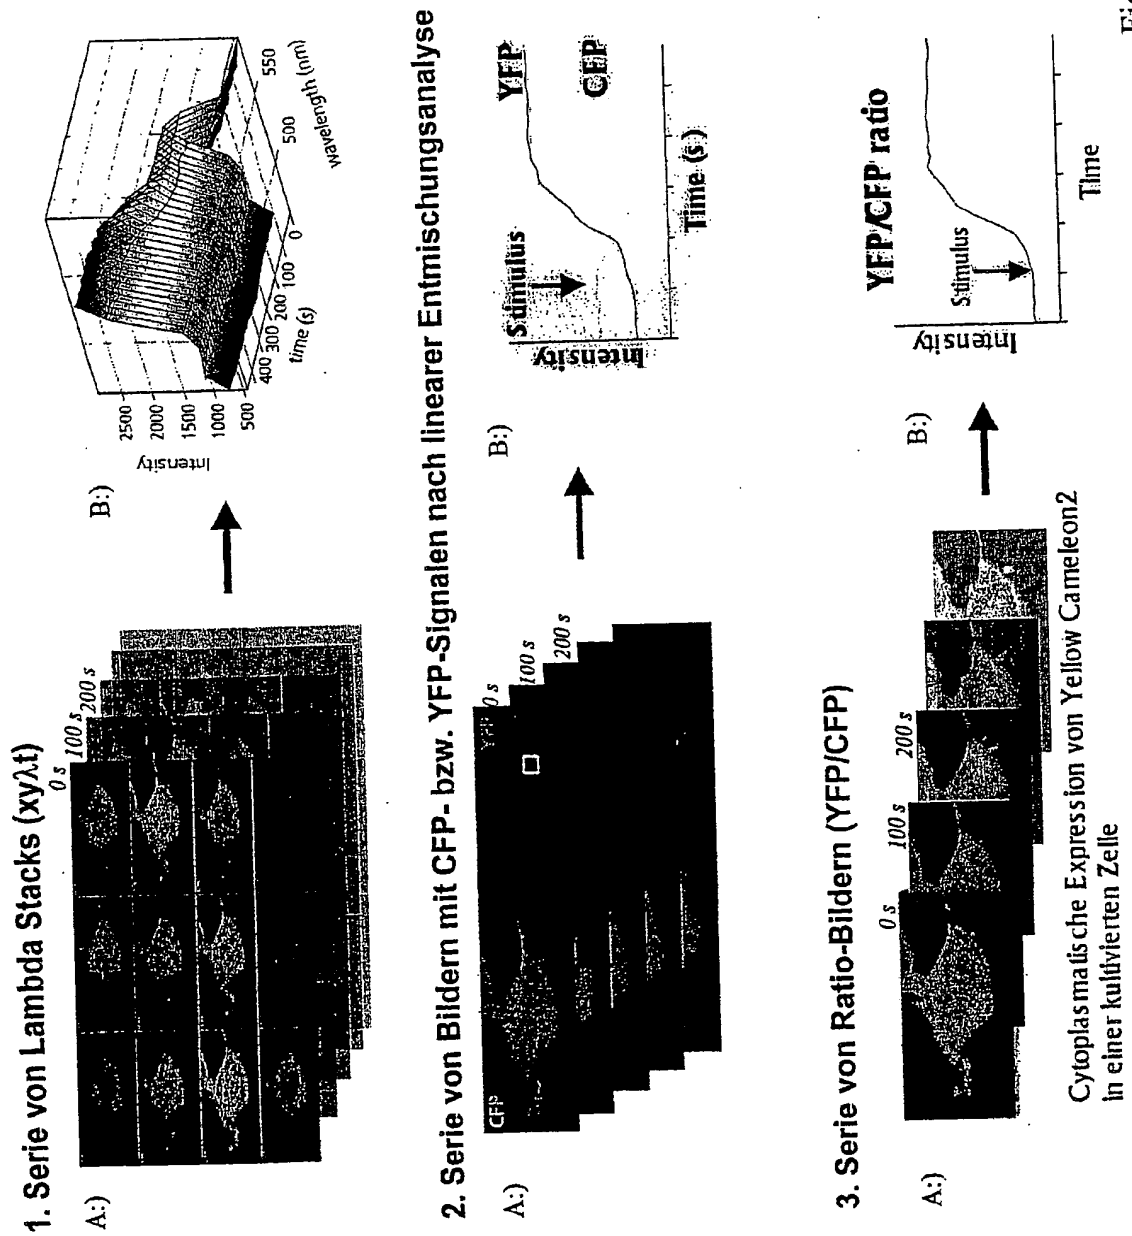 1. Serie von Lambda Stacks (xyλt)
A:)
0 s
100 s
200 s
B:)
Intensity
2500
2000
1500
1000
500
400
300
200
100
0
time (s)
500
550
wavelength (nm)
2. Serie von Bildern mit CFP- bzw. YFP-Signalen nach linearer Entmischungsanalyse
A:)
CFP
YFP
0 s
100 s
200 s
B:)
Intensity
Stimulus
YFP
CFP
Time (s)
3. Serie von Ratio-Bildern (YFP/CFP)
A:)
0 s
100 s
200 s
B:)
Intensity
Stimulus
YFP/CFP ratio
Time
Cytoplasmatische Expression von Yellow Cameleon2
in einer kultivierten Zelle